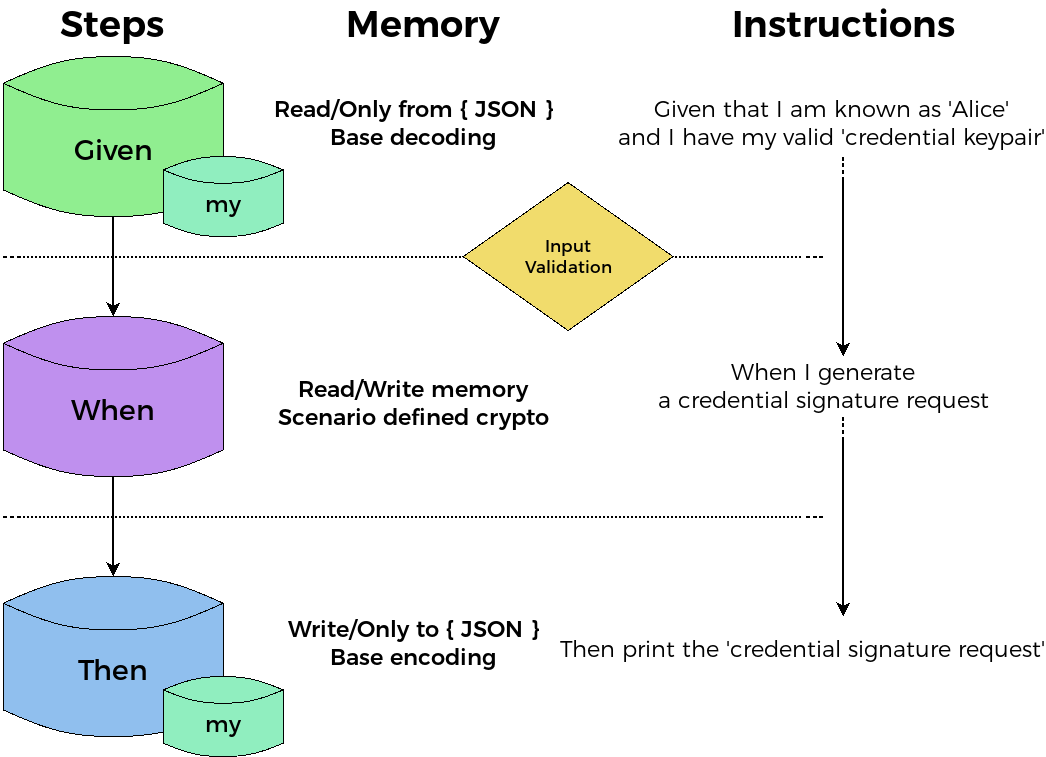 Steps
Memory
Instructions
Given
my
Read/Only from { JSON }
Base decoding
Given that I am known as 'Alice'
and I have my valid 'credential keypair'
Input
Validation
When
Read/Write memory
Scenario defined crypto
When I generate
a credential signature request
Then
my
Write/Only to { JSON }
Base encoding
Then print the 'credential signature request'